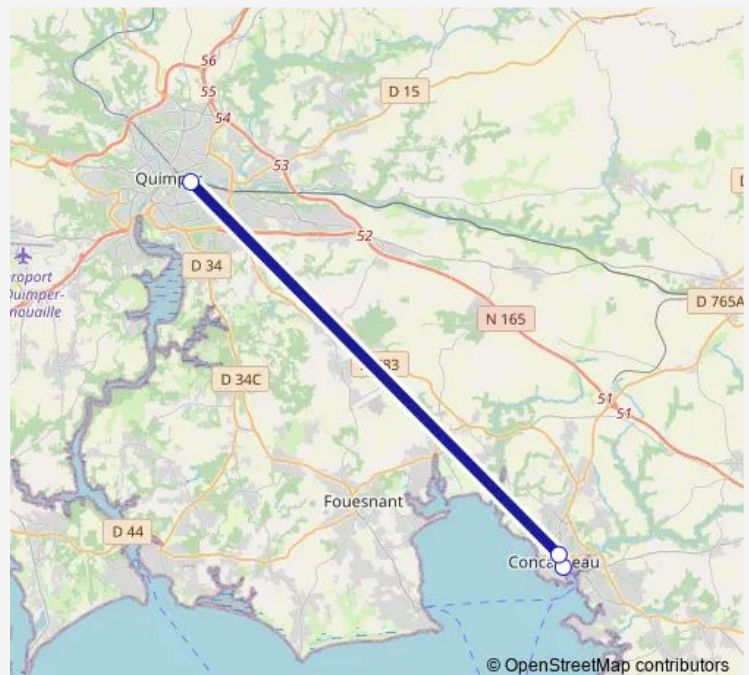 56
55
D 15
54
53
Quimper
52
D 34
roport
Quimper-
nouaille
N 165
D 765A
D 34C
51
51
Fouesnant
D 44
© OpenStreetMap contributors